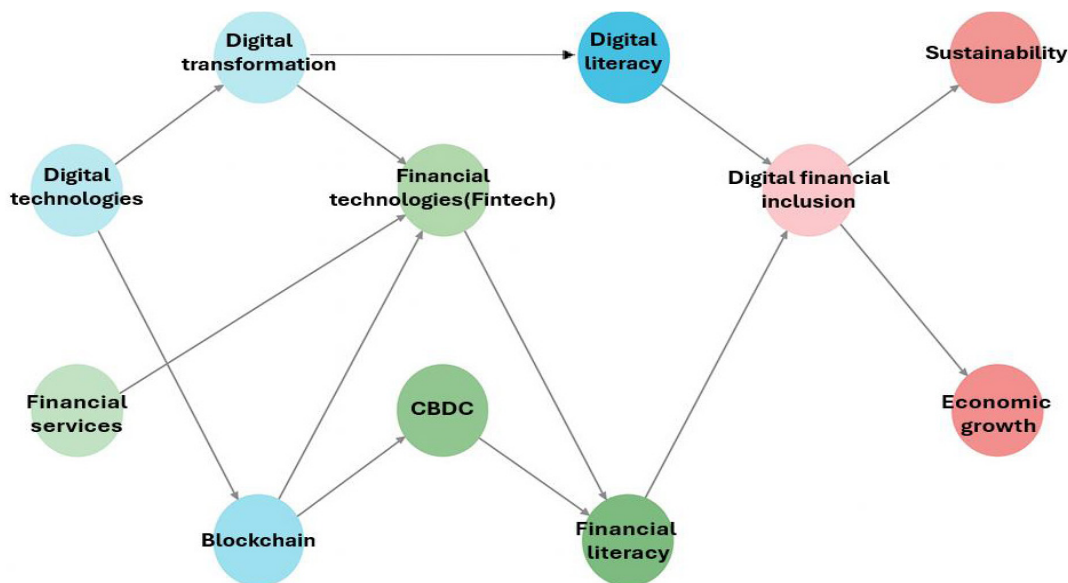 Digital
transformation
Digital
literacy
Sustainability
Digital
technologies
Financial
technologies(Fintech)
Digital financial
inclusion
Financial
services
CBDC
Economic
growth
Blockchain
Financial
literacy